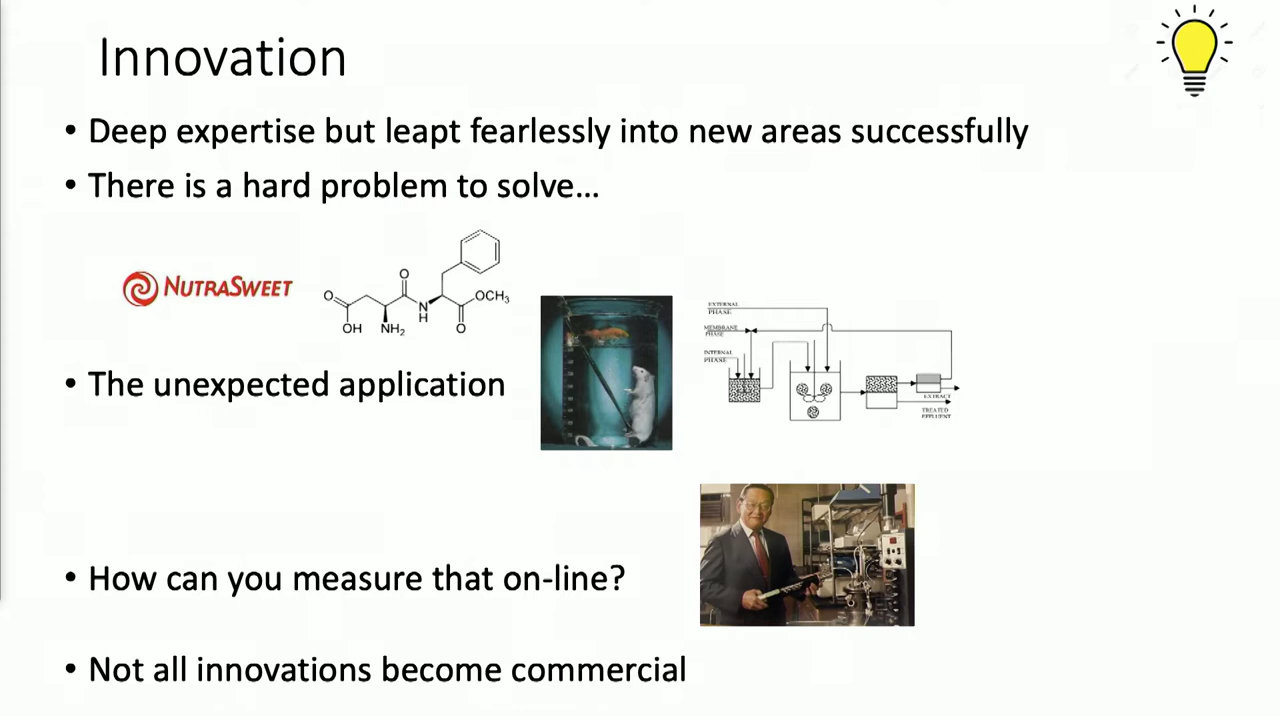 Innovation
• Deep expertise but leapt fearlessly into new areas successfully
• There is a hard problem to solve...
NUTRASWEET
O
OH
NH2
O
N
H
O
OCH3
EXTERNAL
PHASE
MEMBRANE
PHASE
INTERNAL
PHASE
EXTRACT
TREATED
EFFLUENT
• The unexpected application
• How can you measure that on-line?
• Not all innovations become commercial